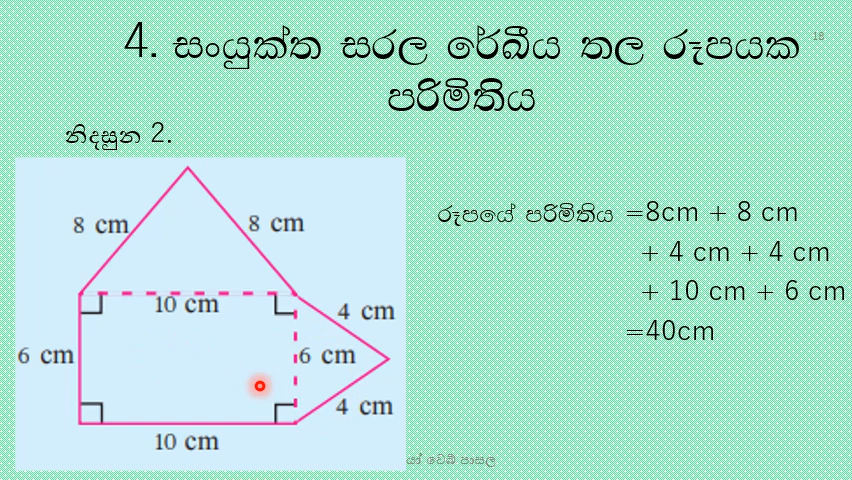 4. සංයුක්ත සරල රේඛීය තල රූපයක
18
පරිමිතිය
නිදසුන 2.
8 cm
8 cm
රූපයේ පරිමිතිය =8cm + 8 cm
+ 4 cm + 4 cm
+ 10 cm + 6 cm
=40cm
10 cm
4 cm
6 cm
6 cm
4 cm
10 cm
වෙබ් පාසල